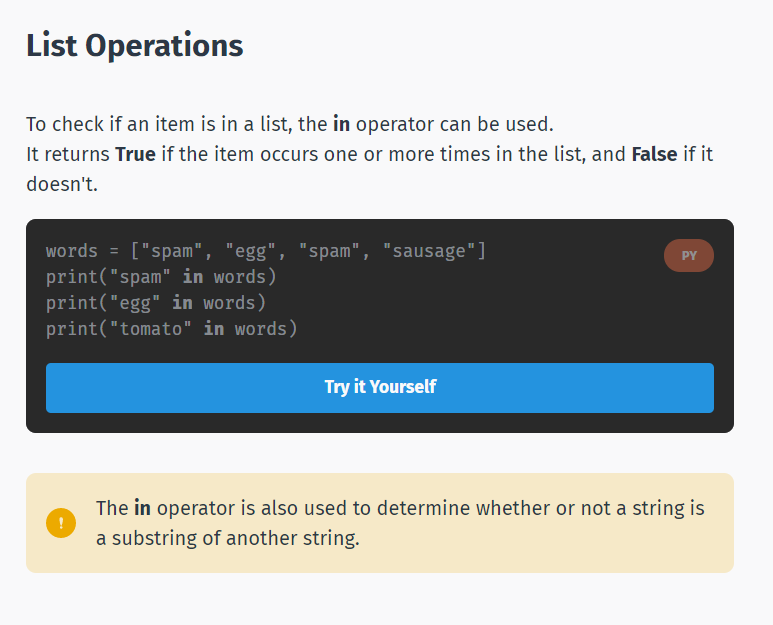 List Operations
To check if an item is in a list, the in operator can be used.
It returns True if the item occurs one or more times in the list, and False if it
doesn't.
words = ["spam", "egg", "spam", "sausage"]
PY
print("spam" in words)
print("egg" in words)
print("tomato" in words)
Try it Yourself
!
The in operator is also used to determine whether or not a string is
a substring of another string.